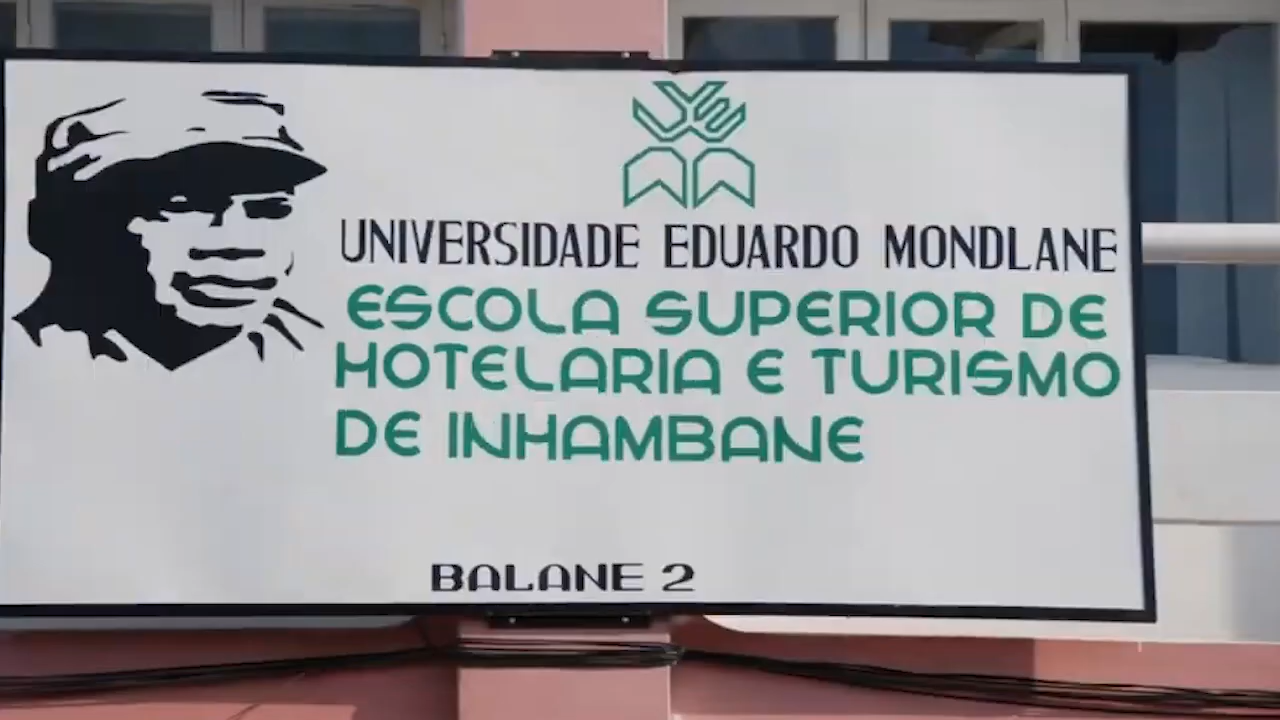 UNIVERSIDADE EDUARDO MONDLANE
ESCOLA SUPERIOR DE
HOTELARIA E TURISMO
DE INHAMBANE
BALANE 2